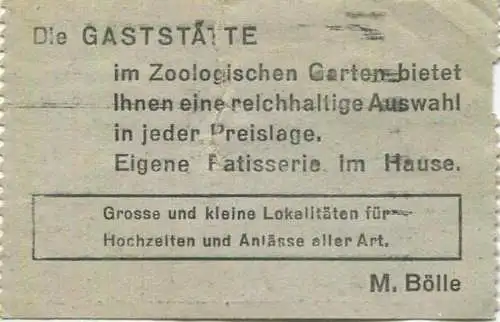 Die GASTSTÄTTE
im Zoologischen Garten bietet
Ihnen eine reichhaltige Auswahl
in jeder Preislage.
Eigene Patisserie im Hause.
Grosse und kleine Lokalitäten für
Hochzeiten und Anlässe aller Art.
M. Bölle